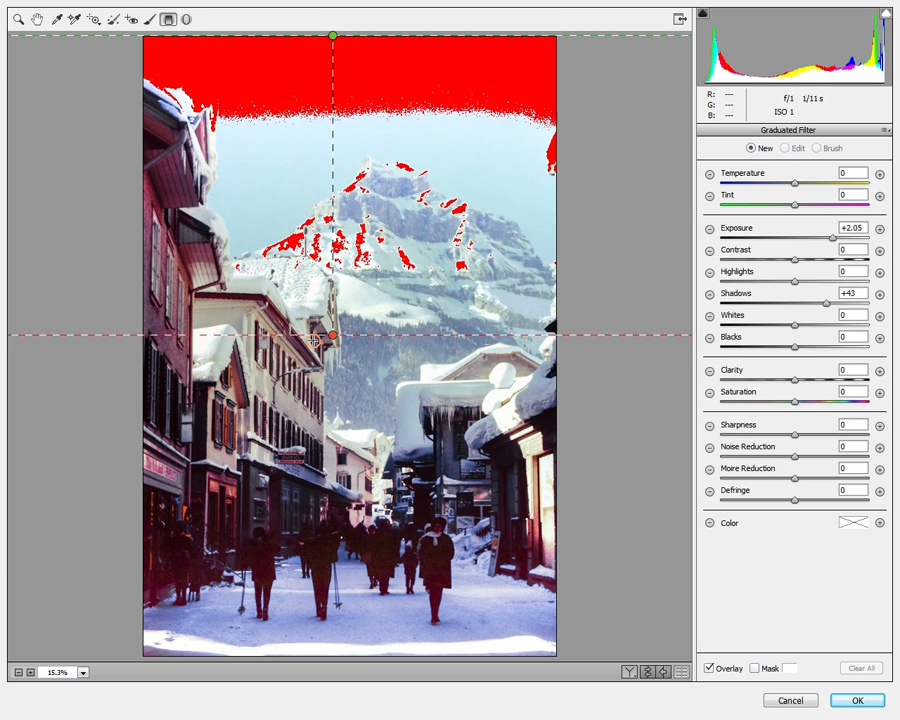 R: ---
G: ---
B: ---
f/1 1/11 s
ISO 1
Graduated Filter
New Edit Brush
Temperature 0
Tint 0
Exposure +2.05
Contrast 0
Highlights 0
Shadows +43
Whites 0
Blacks 0
Clarity 0
Saturation 0
Sharpness 0
Noise Reduction 0
Moire Reduction 0
Defringe 0
Color
15.3%
Y
Overlay Mask Clear All
Cancel OK